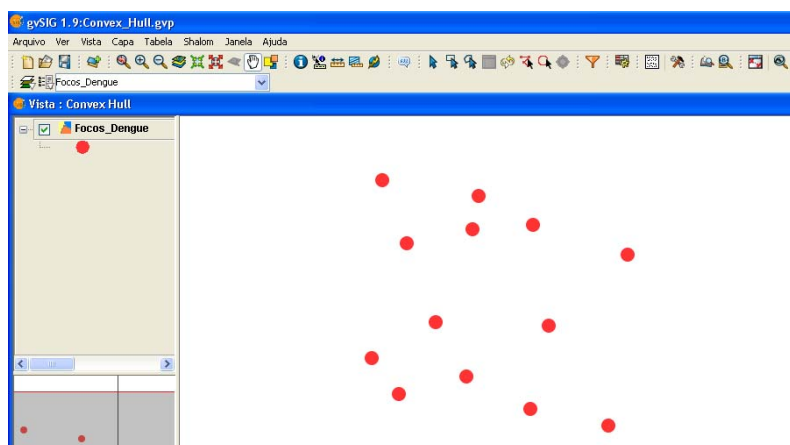 gvSIG 1.9:Convex_Hull.gvp
Arquivo Ver Vista Capa Tabela Shalom Janela Ajuda
Focos_Dengue
Vista : Convex Hull
Focos_Dengue